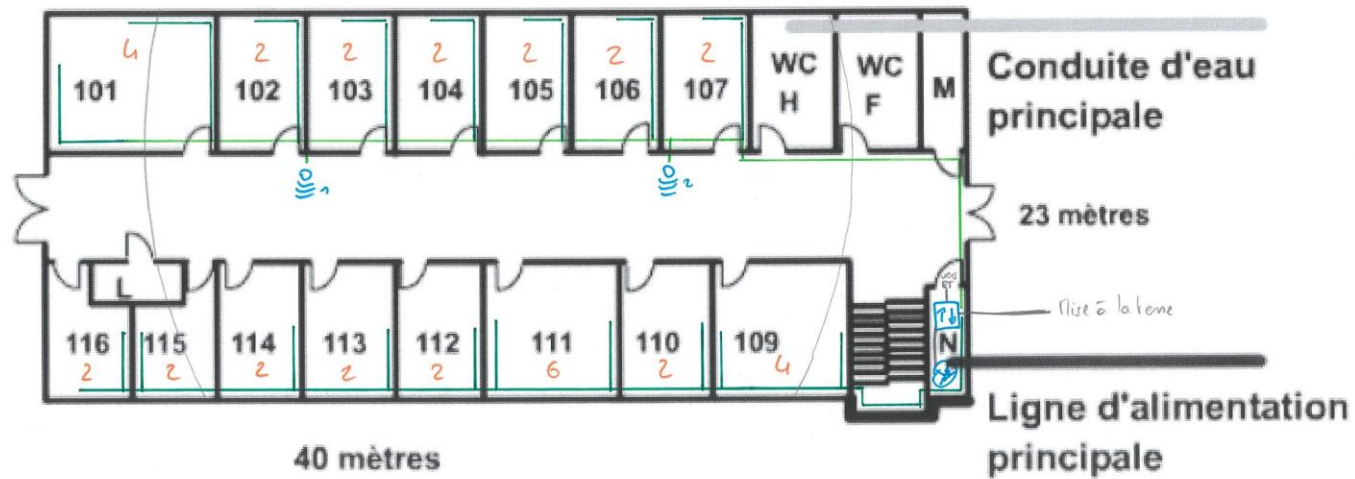 4 2 2 2 2 2 2
101 102 103 104 105 106 107 WC H WC F M
Conduite d'eau
principale
1 2
23 mètres
L
Mise à la terre
116 115 114 113 112 111 110 109 N
2 2 2 2 2 6 2 4
Ligne d'alimentation
principale
40 mètres